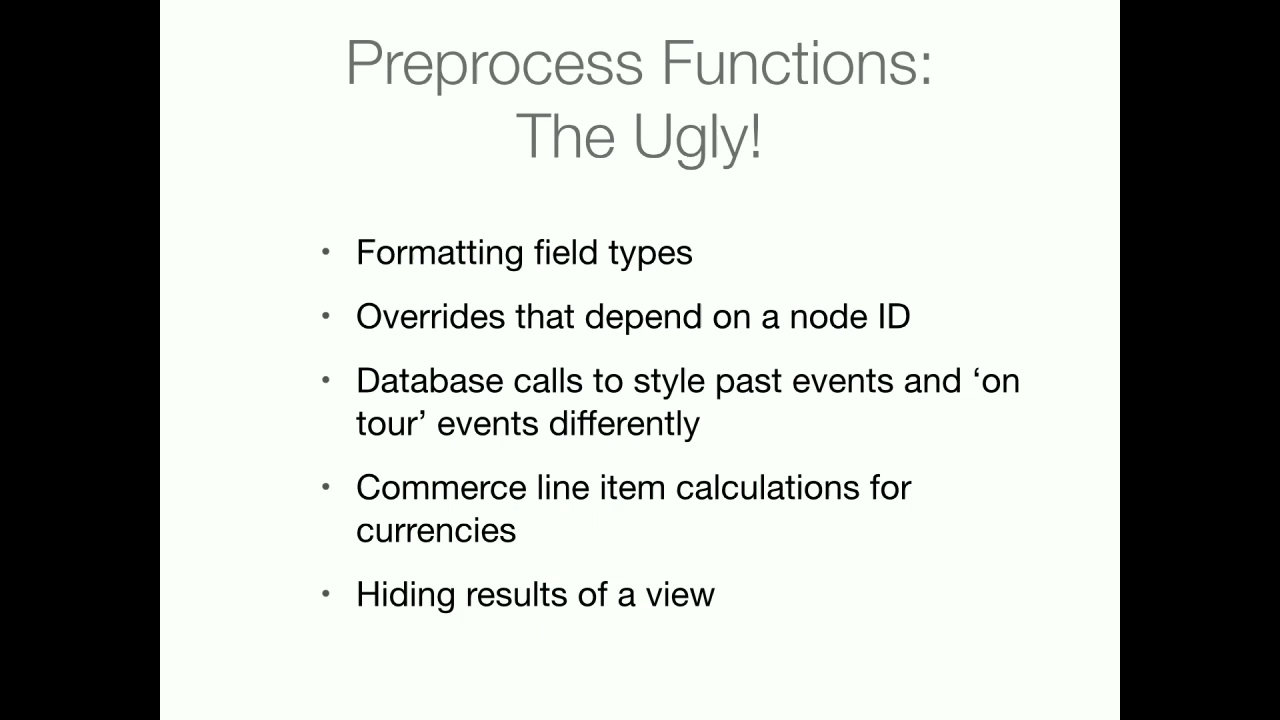 Preprocess Functions:
The Ugly!
• Formatting field types
• Overrides that depend on a node ID
• Database calls to style past events and ‘on
tour’ events differently
• Commerce line item calculations for
currencies
• Hiding results of a view